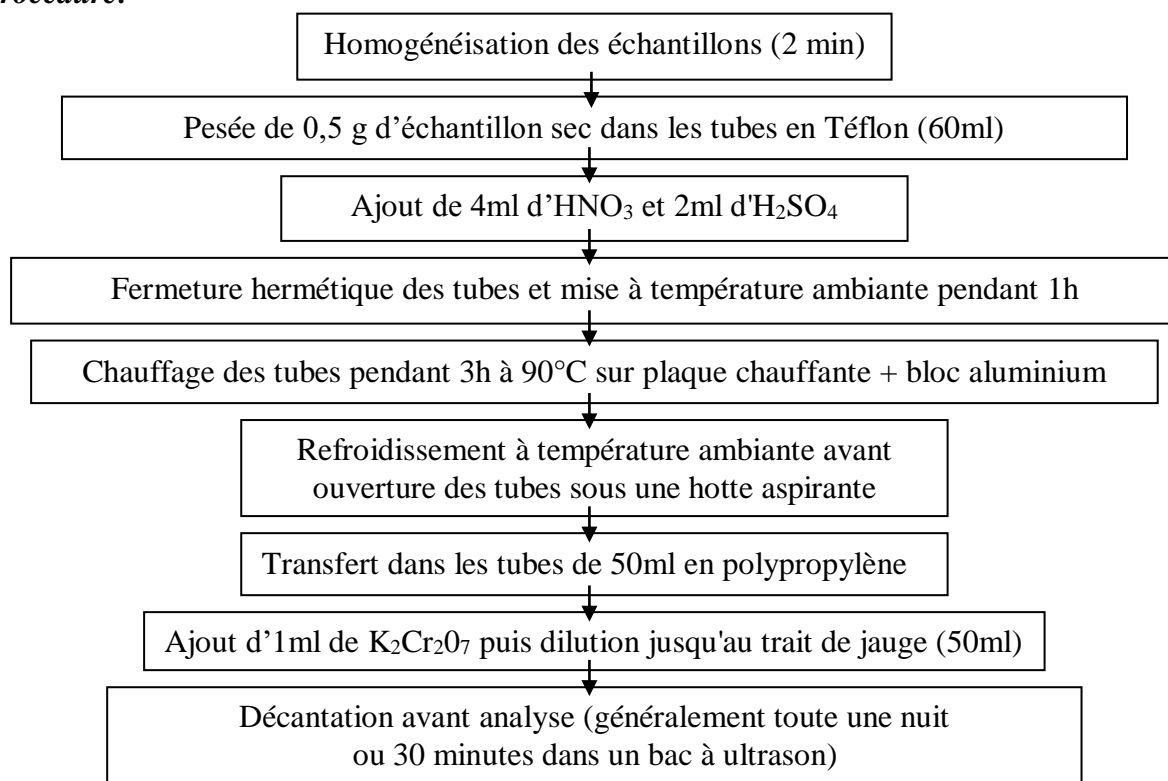 Homogénéisation des échantillons (2 min)
Pesée de 0,5 g d’échantillon sec dans les tubes en Téflon (60ml)
Ajout de 4ml d’HNO₃ et 2ml d'H₂SO₄
Fermeture hermétique des tubes et mise à température ambiante pendant 1h
Chauffage des tubes pendant 3h à 90°C sur plaque chauffante + bloc aluminium
Refroidissement à température ambiante avant
ouverture des tubes sous une hotte aspirante
Transfert dans les tubes de 50ml en polypropylène
Ajout d’1ml de K₂Cr₂0₇ puis dilution jusqu'au trait de jauge (50ml)
Décantation avant analyse (généralement toute une nuit
ou 30 minutes dans un bac à ultrason)